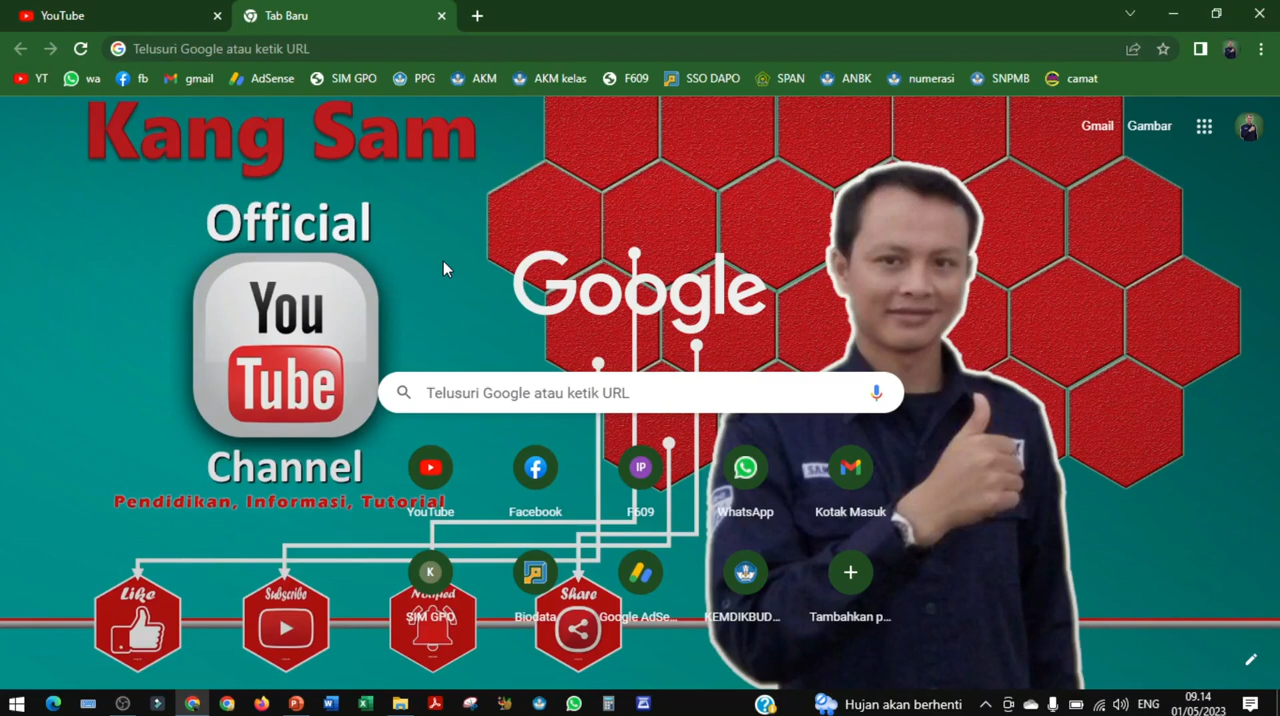 YouTube
Tab Baru
Telusuri Google atau ketik URL
YT wa fb gmail AdSense SIM GPO PPG AKM AKM kelas F609 SSO DAPO SPAN ANBK numerasi SNPMB camat
Kang Sam
Gmail Gambar
Official
You
Tube
Google
Telusuri Google atau ketik URL
Channel
Pendidikan, Informasi, Tutorial
IP
YouTube Facebook F609 WhatsApp Kotak Masuk
K
Like Subscribe Notified Share
SIM GPO Biodata Google AdSe... KEMDIKBUD... Tambahkan p...
Hujan akan berhenti
ENG
09.14
01/05/2023